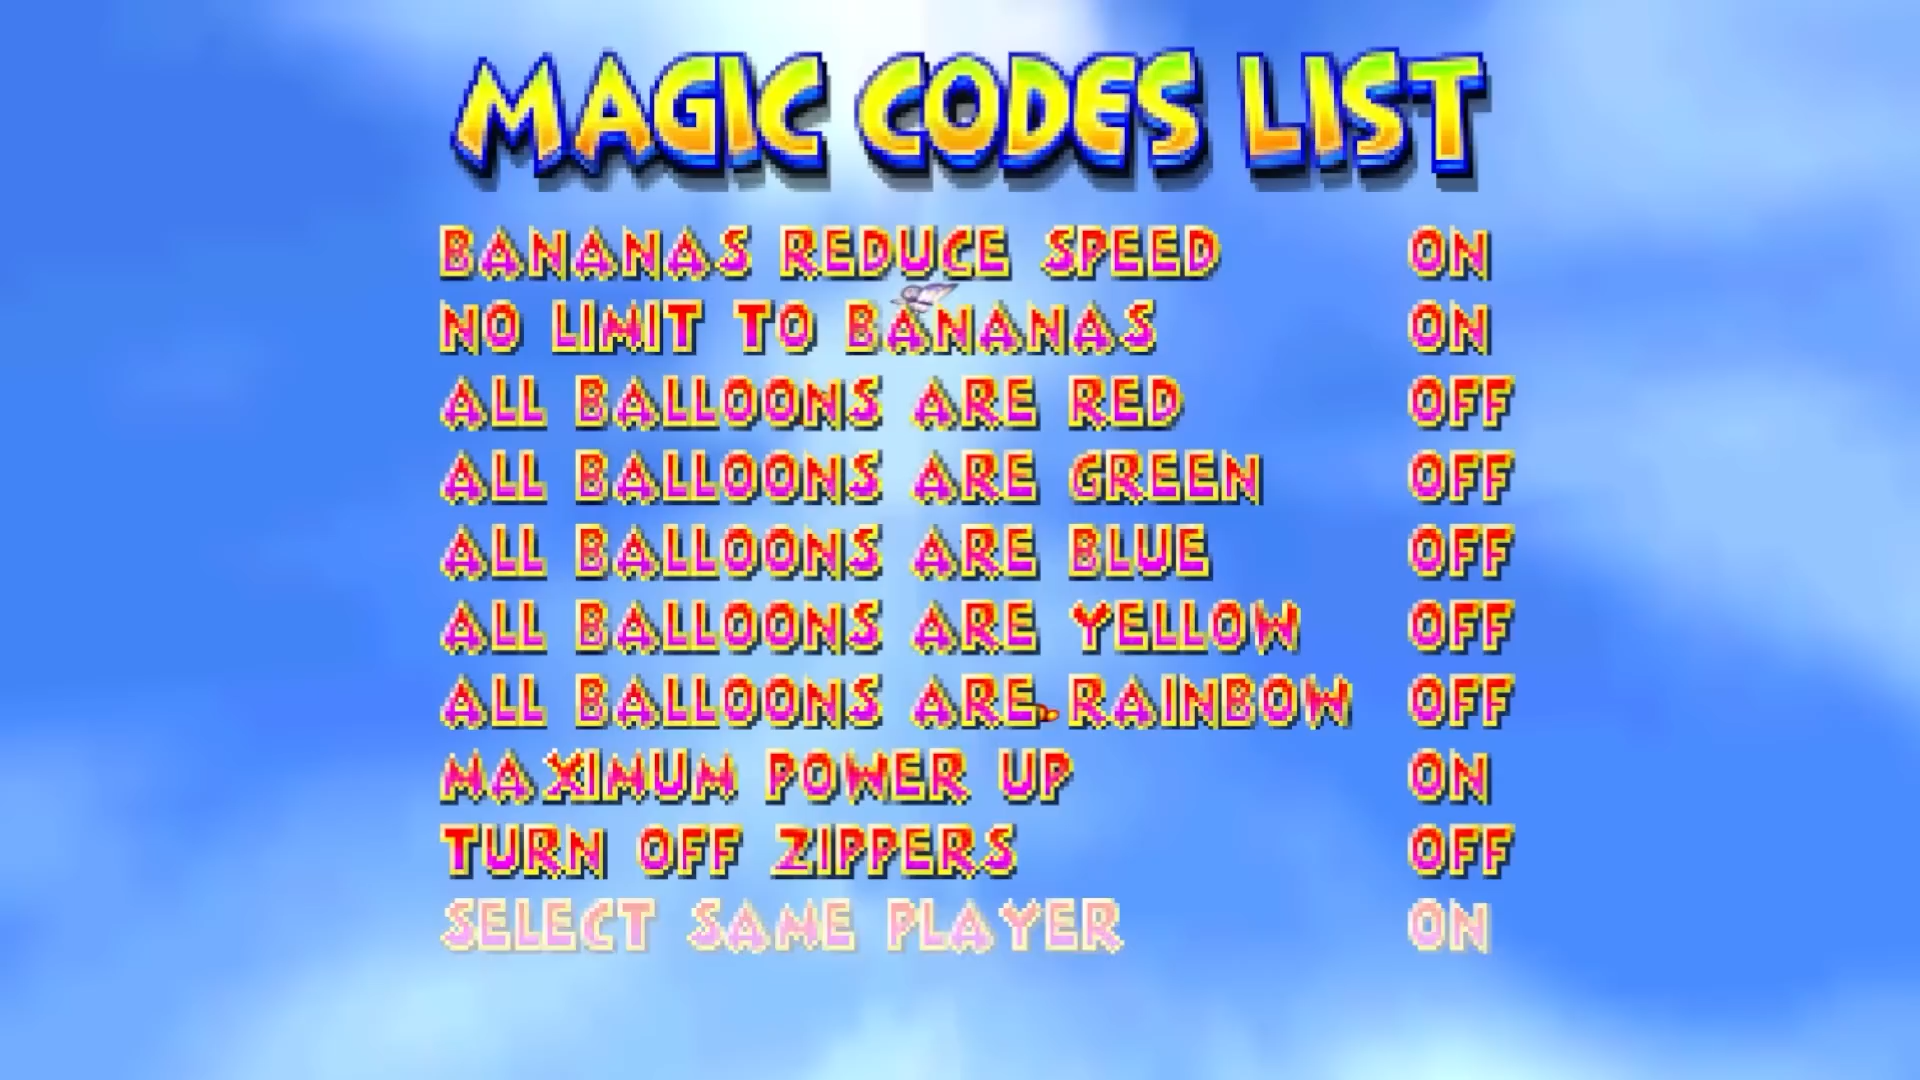 MAGIC CODES LIST
BANANAS REDUCE SPEED ON
NO LIMIT TO BANANAS ON
ALL BALLOONS ARE RED OFF
ALL BALLOONS ARE GREEN OFF
ALL BALLOONS ARE BLUE OFF
ALL BALLOONS ARE YELLOW OFF
ALL BALLOONS ARE RAINBOW OFF
MAXIMUM POWER UP ON
TURN OFF ZIPPERS OFF
SELECT SAME PLAYER ON